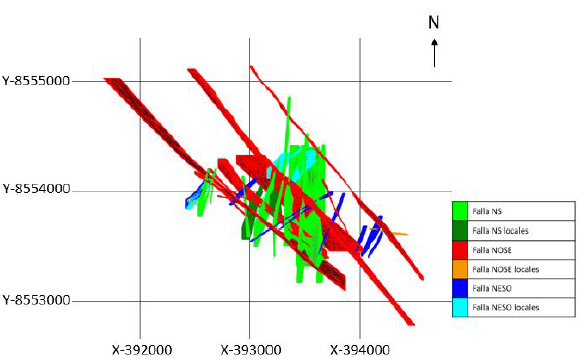 N
Y-8555000
Y-8554000
Y-8553000
X-392000
X-393000
X-394000
Falla NS
Falla NS locales
Falla NOSE
Falla NOSE locales
Falla NESO
Falla NESO locales